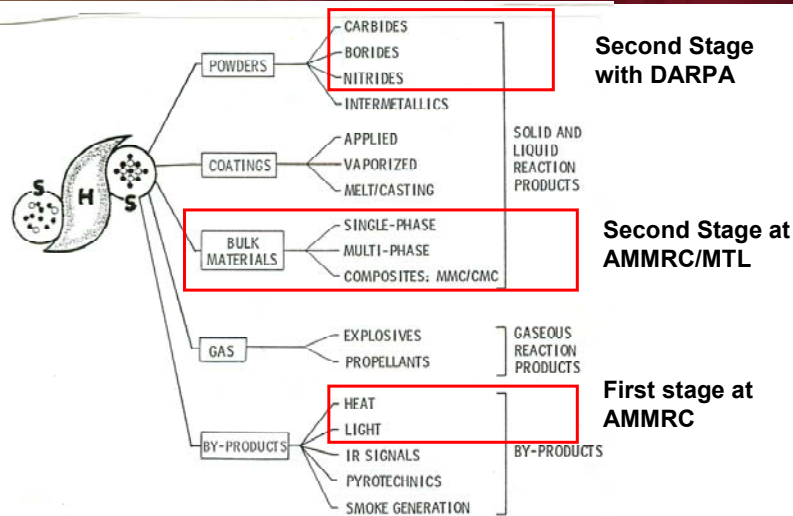 CARBIDES
BORIDES
NITRIDES
INTERMETALLICS
POWDERS
Second Stage
with DARPA
APPLIED
VAPORIZED
MELT/CASTING
COATINGS
SOLID AND
LIQUID
REACTION
PRODUCTS
S
H
S
SINGLE-PHASE
MULTI-PHASE
COMPOSITES: MMC/CMC
BULK
MATERIALS
Second Stage at
AMMRC/MTL
EXPLOSIVES
PROPELLANTS
GAS
GASEOUS
REACTION
PRODUCTS
HEAT
LIGHT
IR SIGNALS
PYROTECHNICS
SMOKE GENERATION
BY-PRODUCTS
First stage at
AMMRC
BY-PRODUCTS